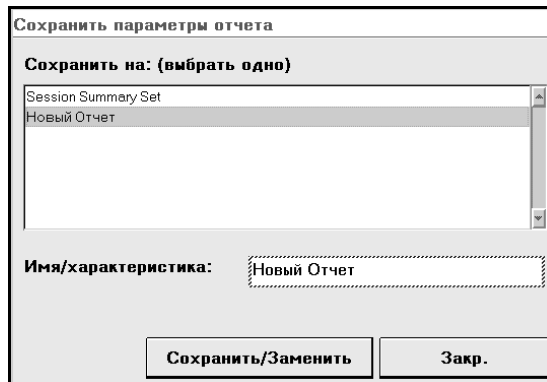 Сохранить параметры отчета
Сохранить на: (выбрать одно)
Session Summary Set
Новый Отчет
Имя/характеристика: Новый Отчет
Сохранить/Заменить Закр.